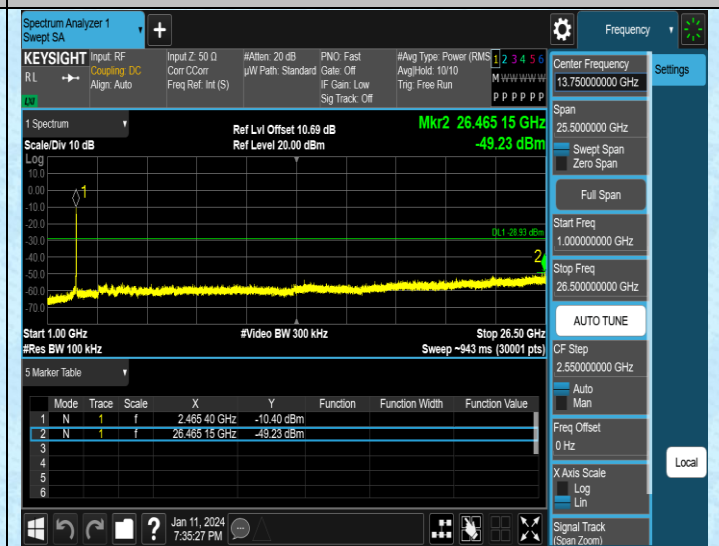 Spectrum Analyzer 1
Swept SA
Frequency
KEYSIGHT
RL
Input: RF
Coupling: DC
Align: Auto
Input Z: 50 Ω
Corr CCorr
Freq Ref: Int (S)
#Atten: 20 dB
µW Path: Standard
PNO: Fast
Gate: Off
IF Gain: Low
Sig Track: Off
#Avg Type: Power (RMS
Avg|Hold: 10/10
Trig: Free Run
1 2 3 4 5 6
M W W W W W
P P P P P P
1 Spectrum
Scale/Div 10 dB
Ref Lvl Offset 10.69 dB
Ref Level 20.00 dBm
Mkr2 26.465 15 GHz
-49.23 dBm
Log
10.0
0.00
-10.0
-20.0
-30.0
-40.0
-50.0
-60.0
-70.0
1
DL1 -28.93 dBm
2
Start 1.00 GHz
#Res BW 100 kHz
#Video BW 300 kHz
Stop 26.50 GHz
Sweep ~943 ms (30001 pts)
5 Marker Table
Mode Trace Scale X Y Function Function Width Function Value
1 N 1 f 2.465 40 GHz -10.40 dBm
2 N 1 f 26.465 15 GHz -49.23 dBm
3
4
5
6
?
Jan 11, 2024
7:35:27 PM
Center Frequency
13.750000000 GHz
Settings
Span
25.5000000 GHz
Swept Span
Zero Span
Full Span
Start Freq
1.000000000 GHz
Stop Freq
26.500000000 GHz
AUTO TUNE
CF Step
2.550000000 GHz
Auto
Man
Freq Offset
0 Hz
X Axis Scale
Log
Lin
Signal Track
(Span Zoom)
Local